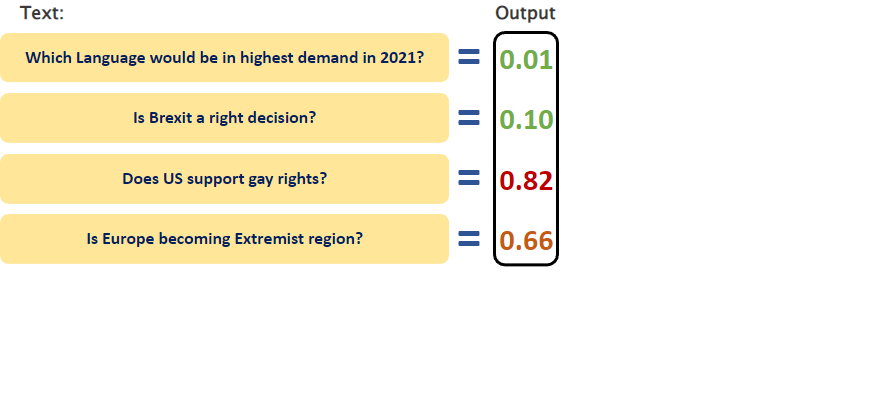 Text: Output
Which Language would be in highest demand in 2021? = 0.01
Is Brexit a right decision? = 0.10
Does US support gay rights? = 0.82
Is Europe becoming Extremist region? = 0.66